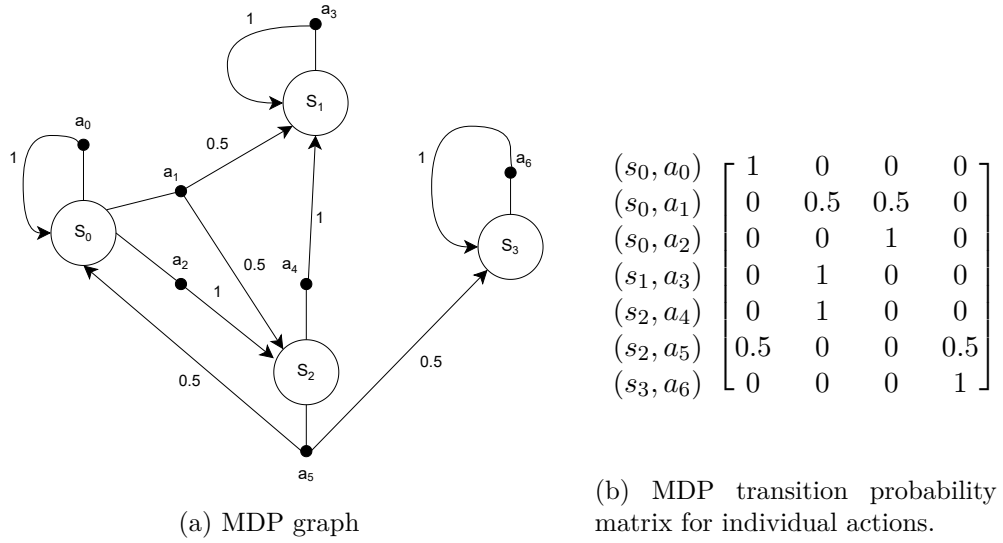 a₃
1
S₁
a₀
1
0.5
a₁
a₆
1
S₀
S₃
a₂
0.5
a₄
1
1
S₂
0.5
0.5
a₅
(a) MDP graph
(s₀, a₀) 1 0 0 0
(s₀, a₁) 0 0.5 0.5 0
(s₀, a₂) 0 0 1 0
(s₁, a₃) 0 1 0 0
(s₂, a₄) 0 1 0 0
(s₂, a₅) 0.5 0 0 0.5
(s₃, a₆) 0 0 0 1
(b) MDP transition probability
matrix for individual actions.